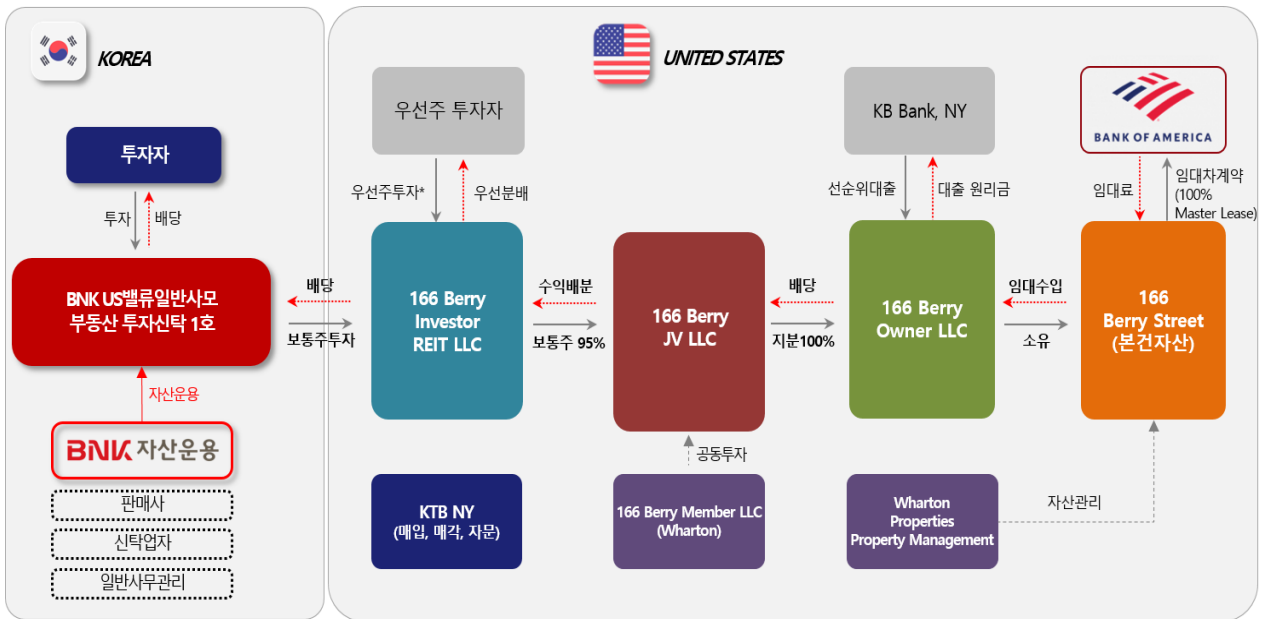 KOREA
투자자
투자
배당
BNK US밸류일반사모
부동산 투자신탁 1호
자산운용
BNK 자산운용
판매사
신탁업자
일반사무관리
배당
보통주투자
UNITED STATES
우선주 투자자
우선주투자*
우선분배
166 Berry
Investor
REIT LLC
수익배분
보통주 95%
KTB NY
(매입, 매각, 자문)
166 Berry
JV LLC
공동투자
166 Berry Member LLC
(Wharton)
배당
지분100%
KB Bank, NY
선순위대출
대출 원리금
166 Berry
Owner LLC
Wharton
Properties
Property Management
임대수입
소유
자산관리
BANK OF AMERICA
임대료
임대차계약
(100%
Master Lease)
166
Berry Street
(본건자산)